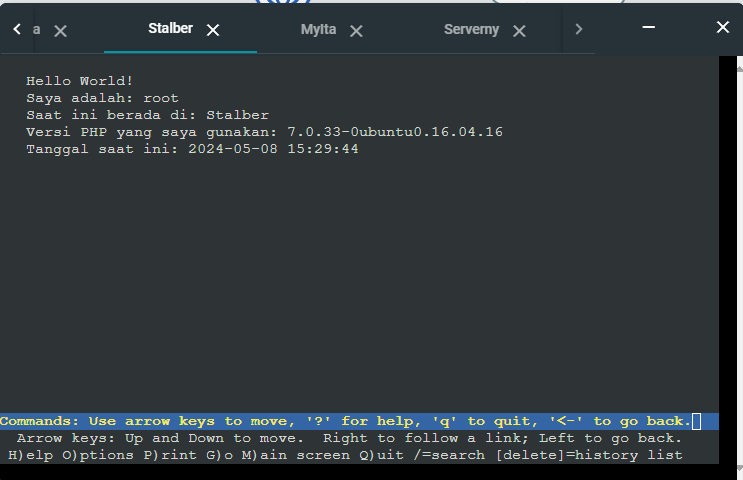 a Stalber MyIta Serverny
Hello World!
Saya adalah: root
Saat ini berada di: Stalber
Versi PHP yang saya gunakan: 7.0.33-0ubuntu0.16.04.16
Tanggal saat ini: 2024-05-08 15:29:44
Commands: Use arrow keys to move, '?' for help, 'q' to quit, '<-' to go back.
Arrow keys: Up and Down to move.  Right to follow a link; Left to go back.
H)elp O)ptions P)rint G)o M)ain screen Q)uit /=search [delete]=history list